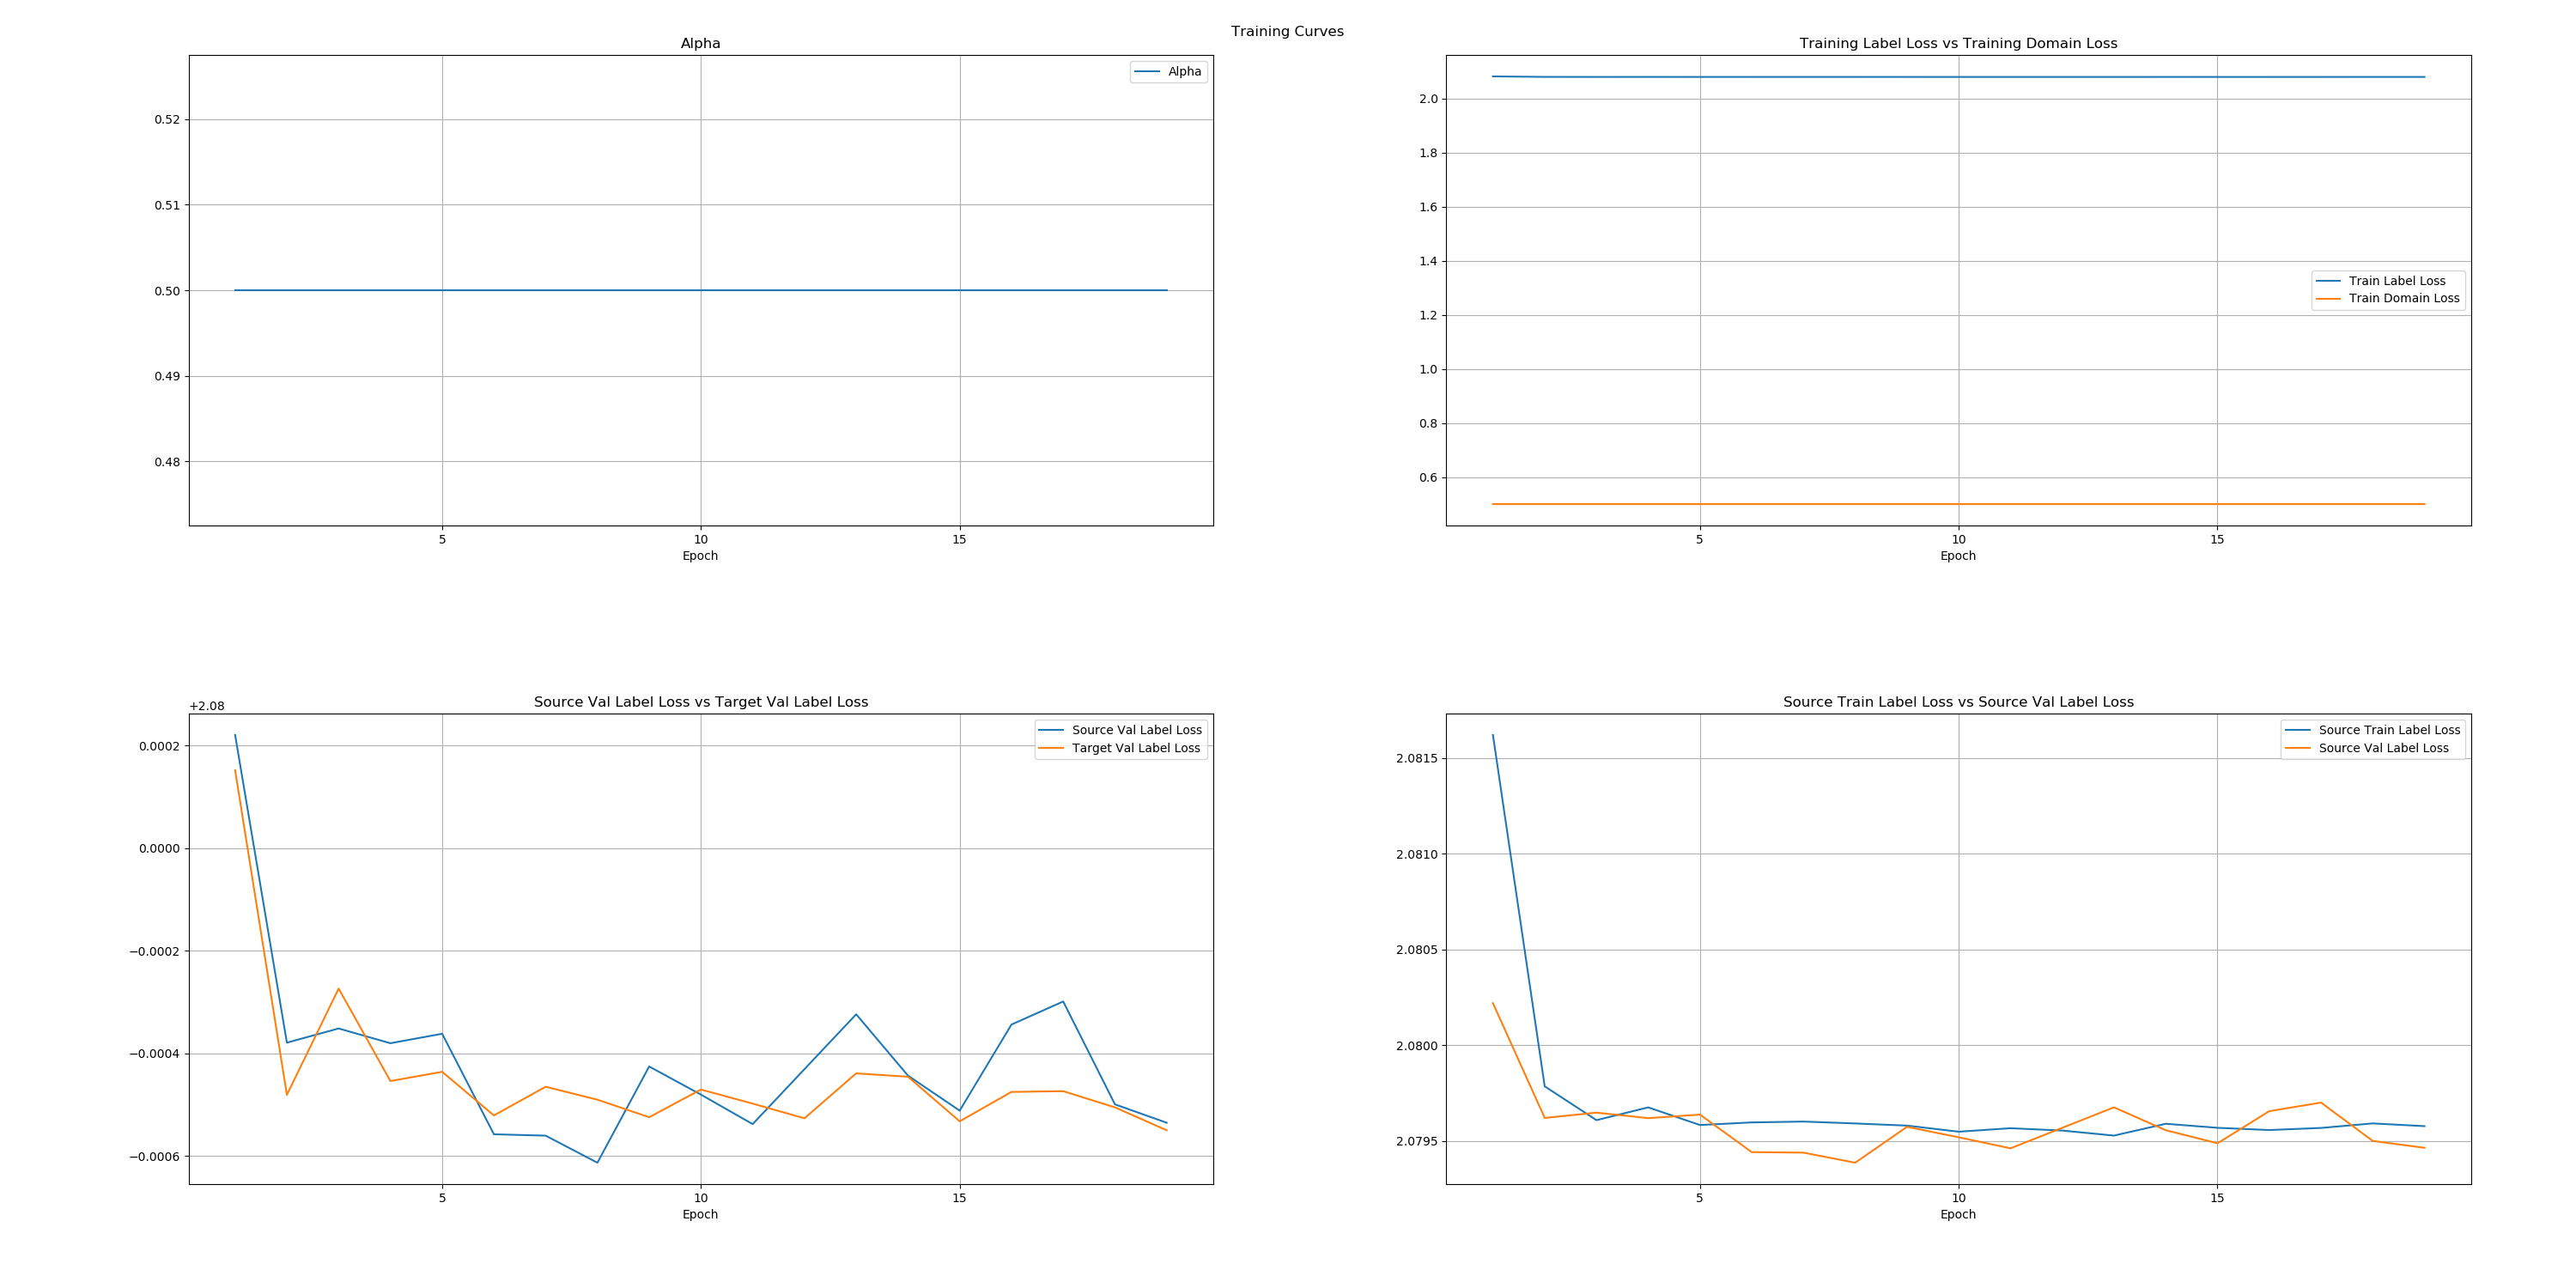 Training Curves
Alpha
Alpha
0.52
0.51
0.50
0.49
0.48
5 10 15
Epoch
Training Label Loss vs Training Domain Loss
2.0
1.8
1.6
1.4
1.2
1.0
0.8
0.6
Train Label Loss
Train Domain Loss
5 10 15
Epoch
Source Val Label Loss vs Target Val Label Loss
+2.08
Source Val Label Loss
Target Val Label Loss
0.0002
0.0000
−0.0002
−0.0004
−0.0006
5 10 15
Epoch
Source Train Label Loss vs Source Val Label Loss
Source Train Label Loss
Source Val Label Loss
2.0815
2.0810
2.0805
2.0800
2.0795
5 10 15
Epoch